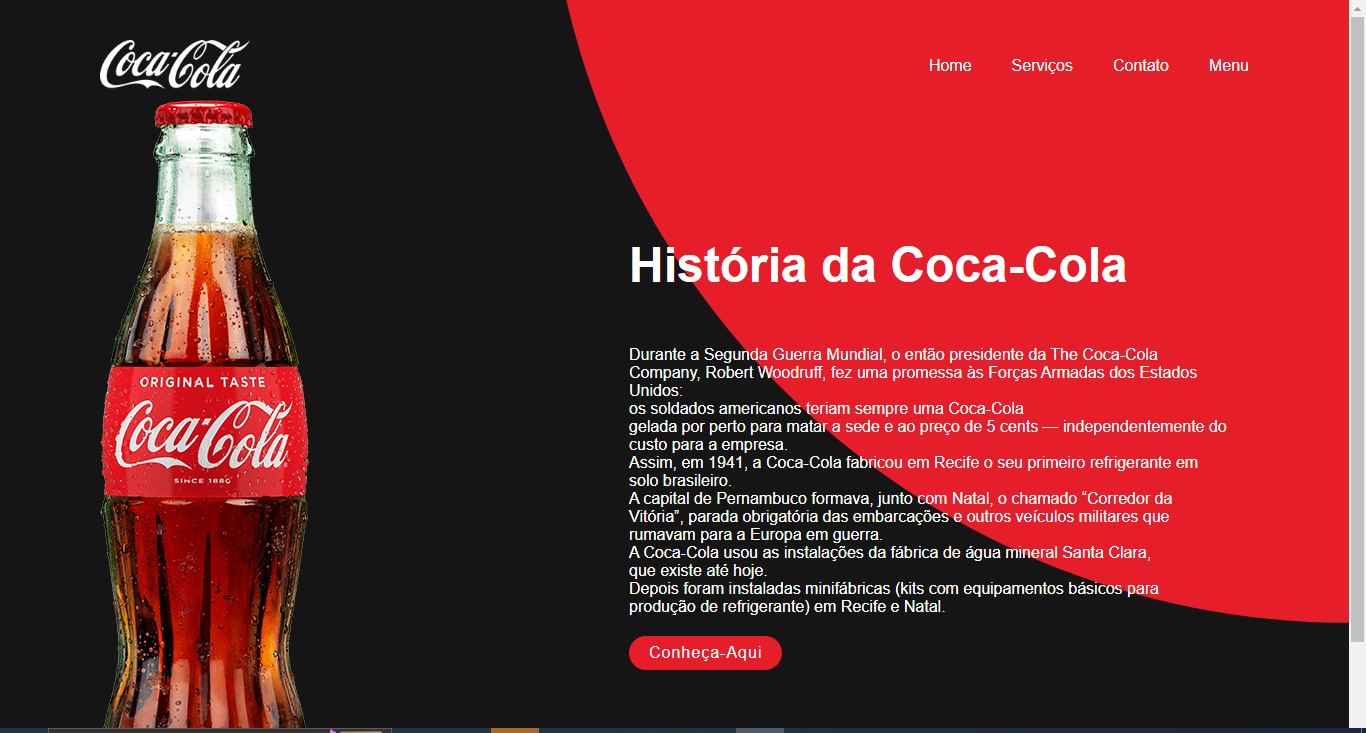 Coca-Cola
Home Serviços Contato Menu
História da Coca-Cola
Durante a Segunda Guerra Mundial, o então presidente da The Coca-Cola
Company, Robert Woodruff, fez uma promessa às Forças Armadas dos Estados
Unidos:
os soldados americanos teriam sempre uma Coca-Cola
gelada por perto para matar a sede e ao preço de 5 cents — independentemente do
custo para a empresa.
Assim, em 1941, a Coca-Cola fabricou em Recife o seu primeiro refrigerante em
solo brasileiro.
A capital de Pernambuco formava, junto com Natal, o chamado “Corredor da
Vitória”, parada obrigatória das embarcações e outros veículos militares que
rumavam para a Europa em guerra.
A Coca-Cola usou as instalações da fábrica de água mineral Santa Clara,
que existe até hoje.
Depois foram instaladas minifábricas (kits com equipamentos básicos para
produção de refrigerante) em Recife e Natal.
Conheça-Aqui
ORIGINAL TASTE
Coca-Cola
SINCE 1886